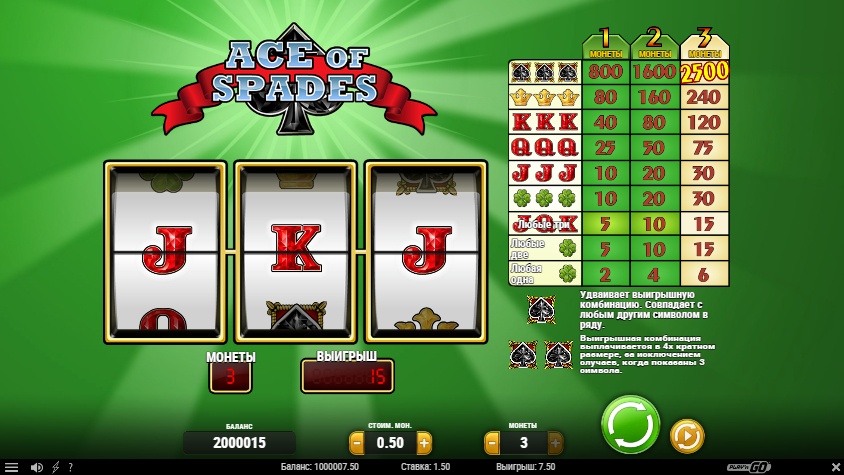 ACE OF
SPADES
1
МОНЕТЫ
2
МОНЕТЫ
3
МОНЕТЫ
800 1600 2500
80 160 240
K K K 40 80 120
Q Q Q 25 50 75
J J J 10 20 30
10 20 30
J Q K Любые три 5 10 15
Любые
две 5 10 15
Любая
одна 2 4 6
J K J
Q
Удваивает выигрышную
комбинацию. Совпадает с
любым другим символом в
ряду.
Выигрышная комбинация
выплачивается в 4х кратном
размере, за исключением
случаев, когда показаны 3
символа.
МОНЕТЫ ВЫИГРЫШ
3 15
БАЛАНС СТОИМ. МОН. МОНЕТЫ
2000015 − 0.50 + − 3 +
? Баланс: 1000007.50 Ставка: 1.50 Выигрыш: 7.50 PLAY'N GO